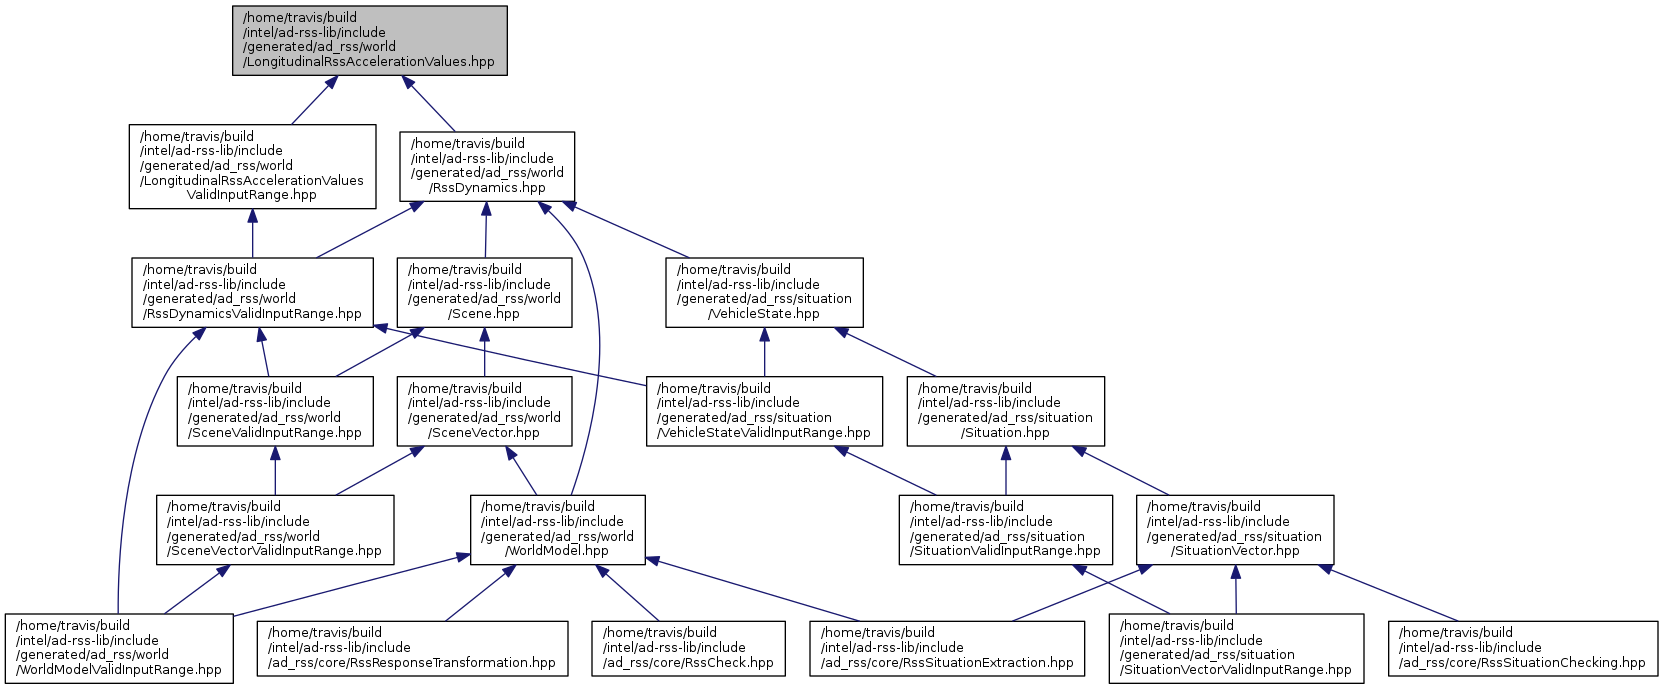 /home/travis/build
/intel/ad-rss-lib/include
/generated/ad_rss/world
/LongitudinalRssAccelerationValues.hpp
/home/travis/build
/intel/ad-rss-lib/include
/generated/ad_rss/world
/LongitudinalRssAccelerationValues
ValidInputRange.hpp
/home/travis/build
/intel/ad-rss-lib/include
/generated/ad_rss/world
/RssDynamics.hpp
/home/travis/build
/intel/ad-rss-lib/include
/generated/ad_rss/world
/RssDynamicsValidInputRange.hpp
/home/travis/build
/intel/ad-rss-lib/include
/generated/ad_rss/world
/Scene.hpp
/home/travis/build
/intel/ad-rss-lib/include
/generated/ad_rss/situation
/VehicleState.hpp
/home/travis/build
/intel/ad-rss-lib/include
/generated/ad_rss/world
/SceneValidInputRange.hpp
/home/travis/build
/intel/ad-rss-lib/include
/generated/ad_rss/world
/SceneVector.hpp
/home/travis/build
/intel/ad-rss-lib/include
/generated/ad_rss/situation
/VehicleStateValidInputRange.hpp
/home/travis/build
/intel/ad-rss-lib/include
/generated/ad_rss/situation
/Situation.hpp
/home/travis/build
/intel/ad-rss-lib/include
/generated/ad_rss/world
/SceneVectorValidInputRange.hpp
/home/travis/build
/intel/ad-rss-lib/include
/generated/ad_rss/world
/WorldModel.hpp
/home/travis/build
/intel/ad-rss-lib/include
/generated/ad_rss/situation
/SituationValidInputRange.hpp
/home/travis/build
/intel/ad-rss-lib/include
/generated/ad_rss/situation
/SituationVector.hpp
/home/travis/build
/intel/ad-rss-lib/include
/generated/ad_rss/world
/WorldModelValidInputRange.hpp
/home/travis/build
/intel/ad-rss-lib/include
/ad_rss/core/RssResponseTransformation.hpp
/home/travis/build
/intel/ad-rss-lib/include
/ad_rss/core/RssCheck.hpp
/home/travis/build
/intel/ad-rss-lib/include
/ad_rss/core/RssSituationExtraction.hpp
/home/travis/build
/intel/ad-rss-lib/include
/generated/ad_rss/situation
/SituationVectorValidInputRange.hpp
/home/travis/build
/intel/ad-rss-lib/include
/ad_rss/core/RssSituationChecking.hpp